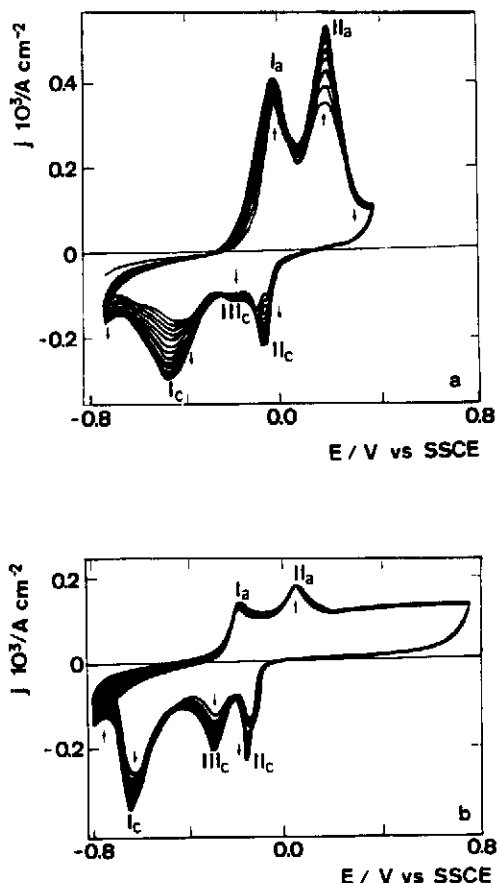 j 10³/A cm⁻²
IIa
Ia
0.4
0.2
0
-0.2
IIIc
IIc
Ic
a
-0.8
0.0
0.8
E / V vs SSCE
j 10³/A cm⁻²
0.2
Ia
IIa
0
-0.2
IIIc
IIc
Ic
b
-0.8
0.0
0.8
E / V vs SSCE